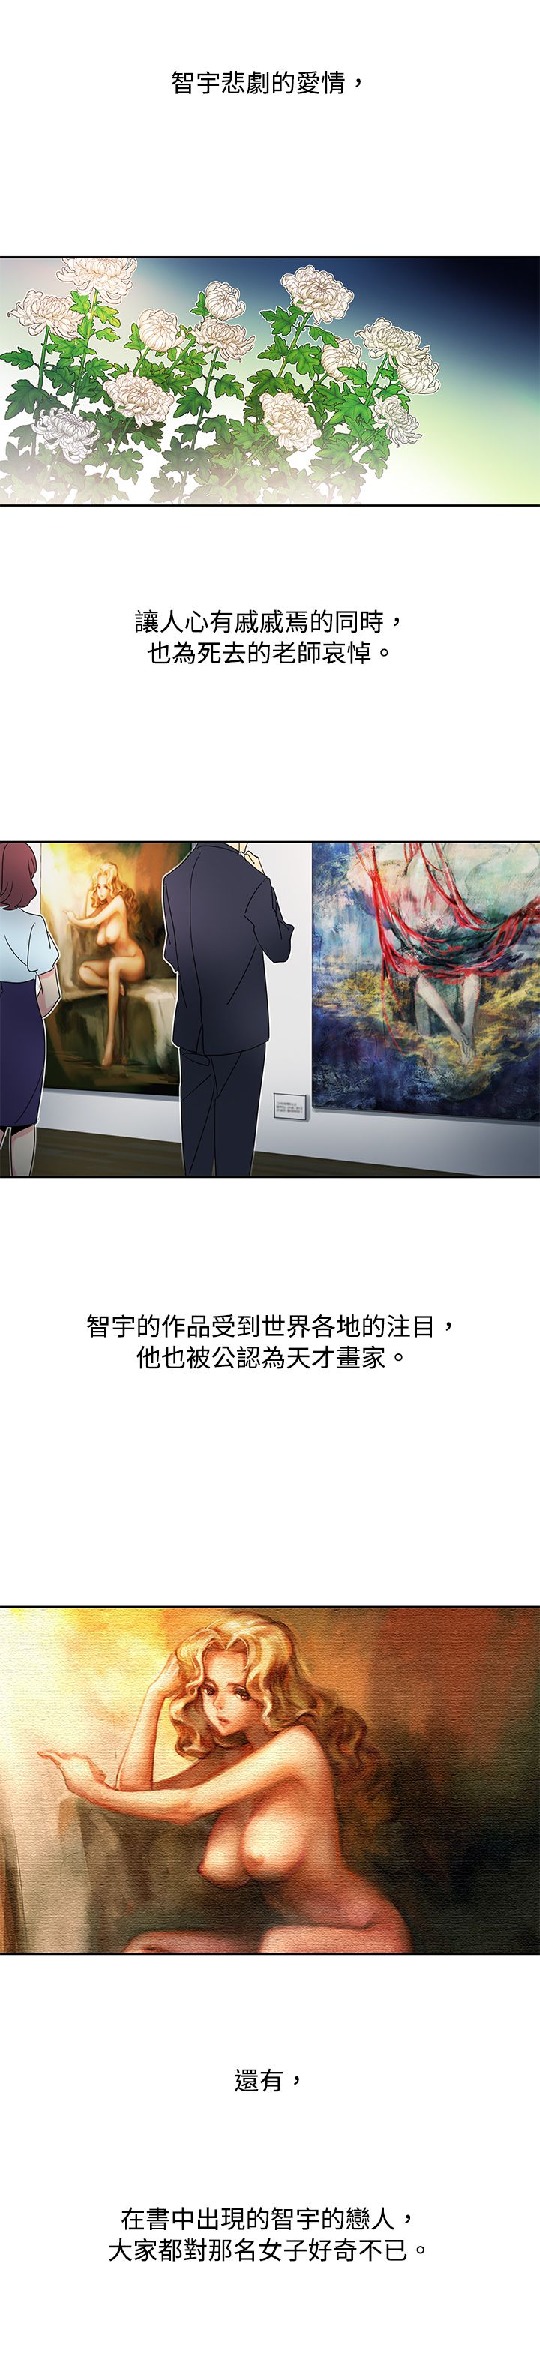 智宇悲劇的愛情，
讓人心有戚戚焉的同時，
也為死去的老師哀悼。
智宇的作品受到世界各地的注目，
他也被公認為天才畫家。
還有，
在書中出現的智宇的戀人，
大家都對那名女子好奇不已。